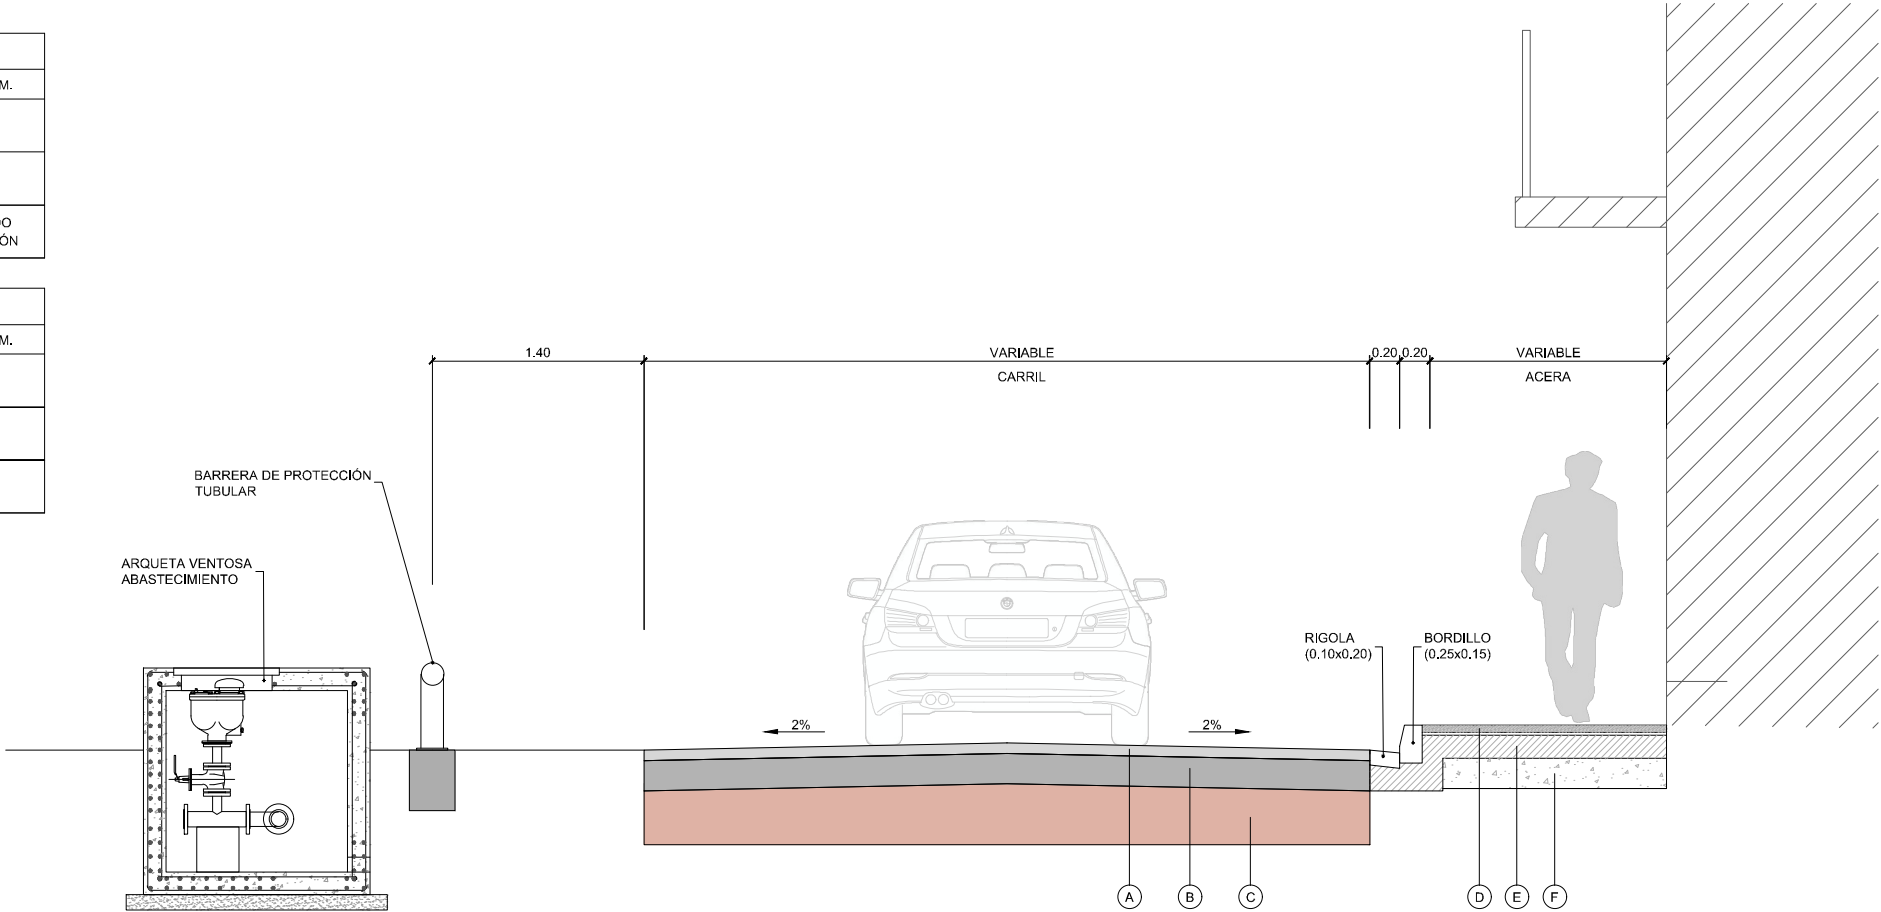 M.
DO
ÓN
M.
1.40
VARIABLE
0.20
0.20
VARIABLE
CARRIL
ACERA
BARRERA DE PROTECCIÓN
TUBULAR
ARQUETA VENTOSA
ABASTECIMIENTO
RIGOLA
(0.10x0.20)
BORDILLO
(0.25x0.15)
2%
2%
A
B
C
D
E
F